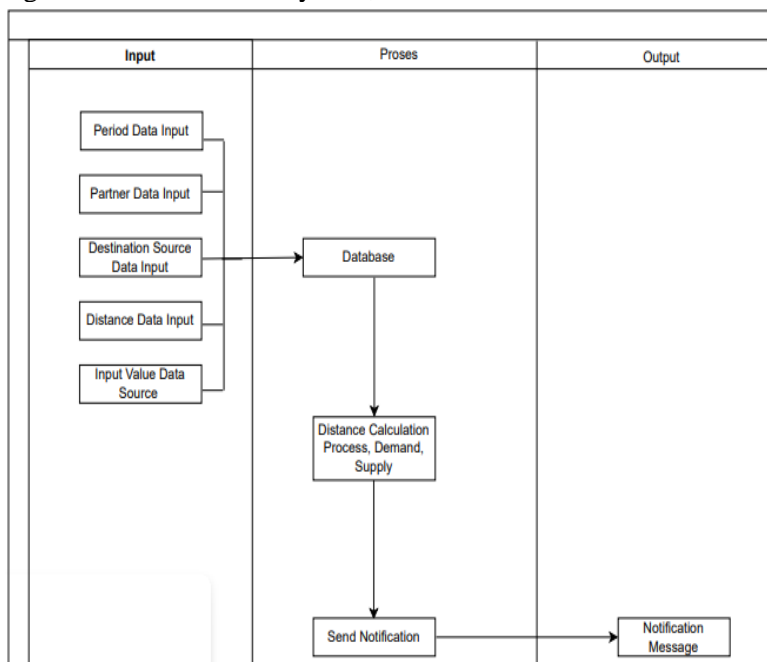 Input
Proses
Output
Period Data Input
Partner Data Input
Destination Source
Data Input
Database
Distance Data Input
Input Value Data
Source
Distance Calculation
Process, Demand,
Supply
Send Notification
Notification
Message